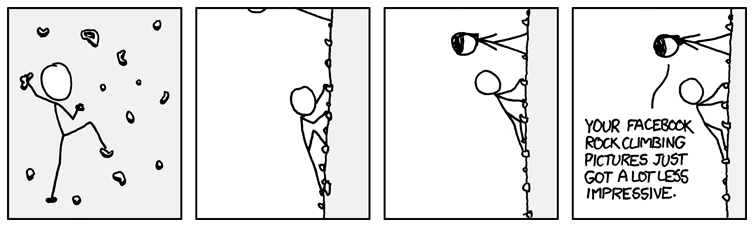 YOUR FACEBOOK
ROCK CLIMBING
PICTURES JUST
GOT A LOT LESS
IMPRESSIVE.